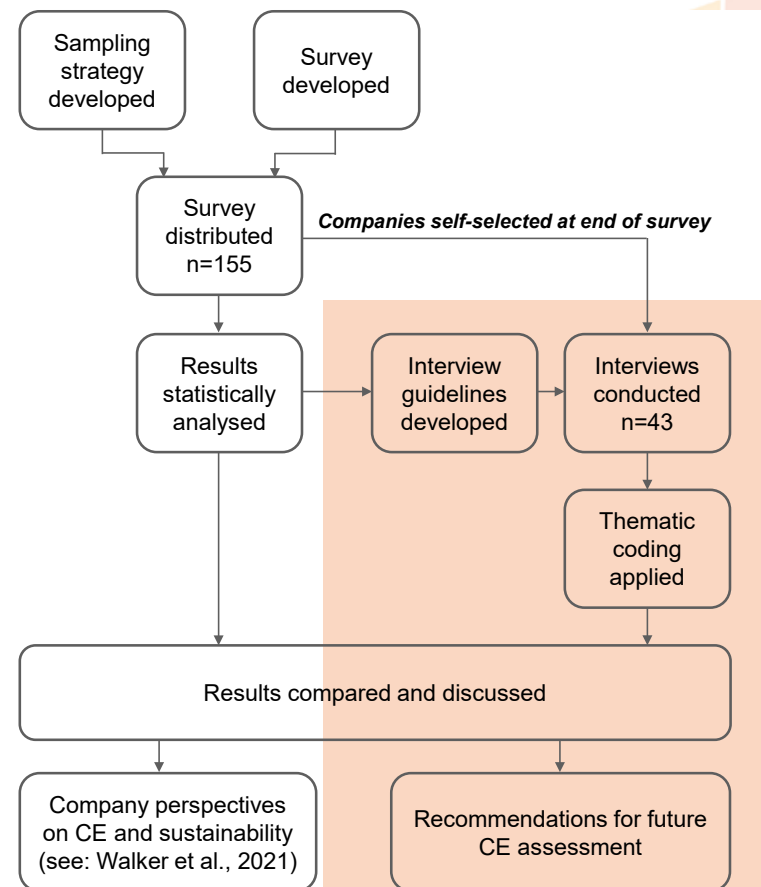 Sampling
strategy
developed
Survey
developed
Survey
distributed
n=155
Companies self-selected at end of survey
Results
statistically
analysed
Interview
guidelines
developed
Interviews
conducted
n=43
Thematic
coding
applied
Results compared and discussed
Company perspectives
on CE and sustainability
(see: Walker et al., 2021)
Recommendations for future
CE assessment